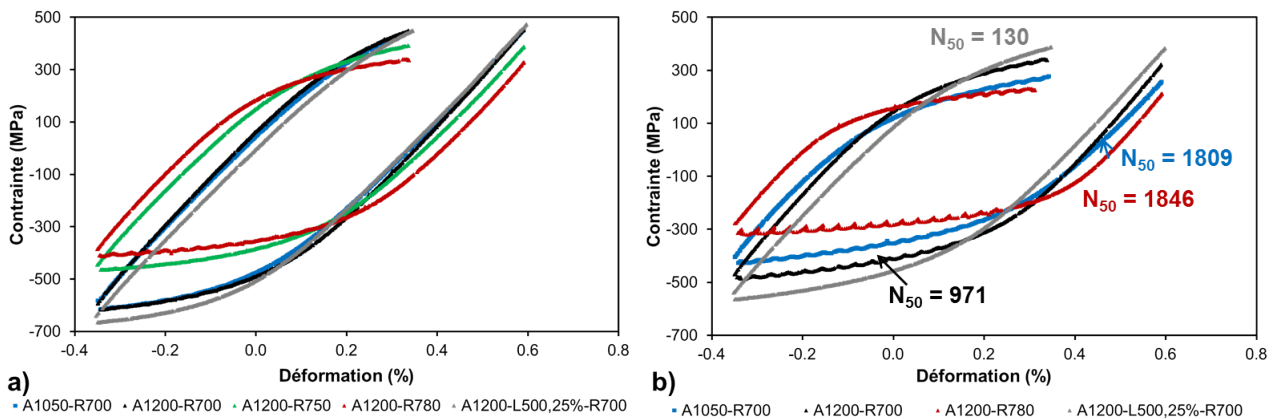 500
300
100
-100
-300
-500
-700
Contrainte (MPa)
-0.4 -0.2 0.0 0.2 0.4 0.6 0.8
Déformation (%)
a)
A1050-R700 A1200-R700 A1200-R750 A1200-R780 A1200-L500,25%-R700
500
300
100
-100
-300
-500
-700
Contrainte (MPa)
N50 = 130
N50 = 1809
N50 = 1846
N50 = 971
-0.4 -0.2 0.0 0.2 0.4 0.6 0.8
Déformation (%)
b)
A1050-R700 A1200-R700 A1200-R780 A1200-L500,25%-R700